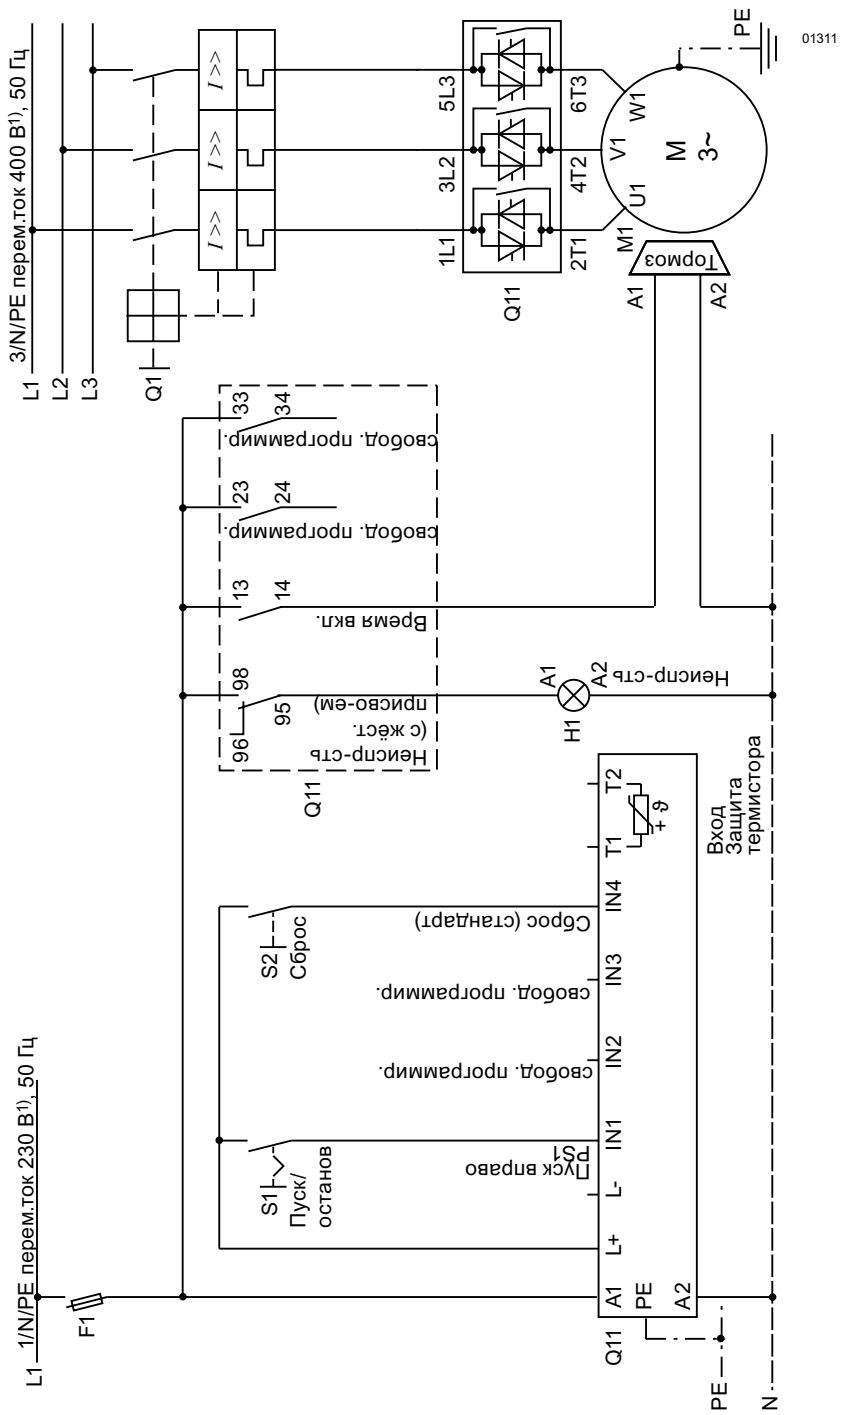 01311
3/N/PE перем.ток 400 В1), 50 Гц
L1
L2
L3
Q1
I >>
I >>
I >>
1L1
3L2
5L3
Q11
2T1
4T2
6T3
PE
U1
V1
W1
M
3~
M1
Тормоз
A1
A2
33
34
свобод. программир.
23
24
свобод. программир.
13
14
Время вкл.
98
96
95
Неиспр-сть
(с жёст.
присво-ем)
Q11
H1
A1
A2
Неиспр-сть
1/N/PE перем.ток 230 В1), 50 Гц
L1
F1
S1
Пуск/
останов
S2
Сброс
Пуск вправо
PS1
свобод. программир.
свобод. программир.
Сброс (стандарт)
A1
L+
L-
IN1
IN2
IN3
IN4
T1
T2
PE
A2
+ ϑ
Q11
Вход
Защита
термистора
PE
N